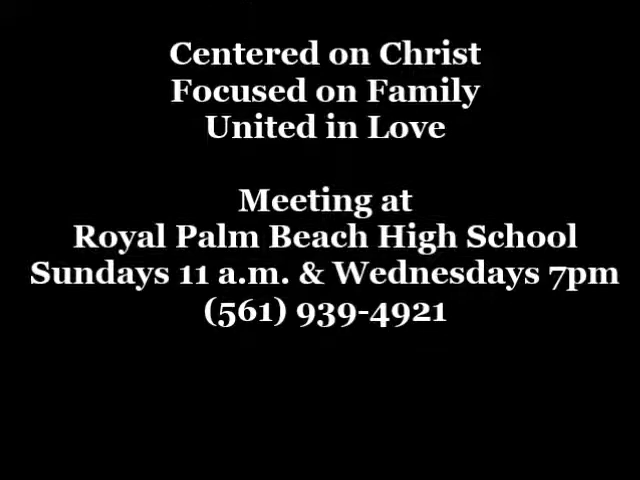 Centered on Christ
Focused on Family
United in Love
Meeting at
Royal Palm Beach High School
Sundays 11 a.m. & Wednesdays 7pm
(561) 939-4921